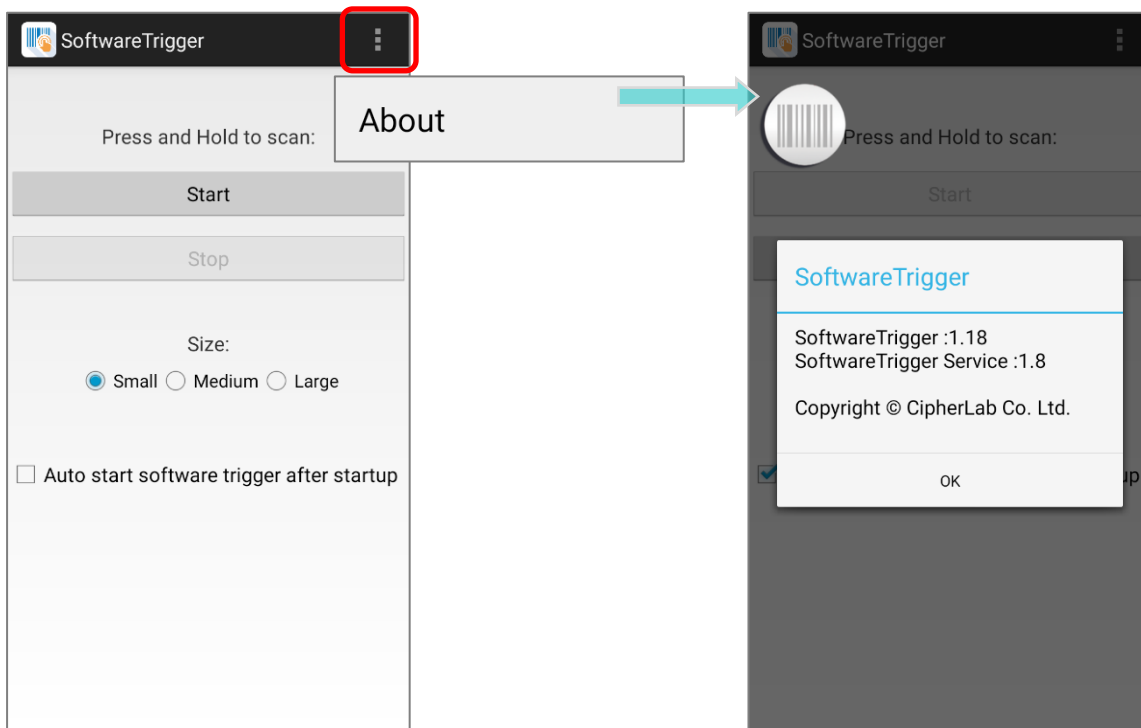 SoftwareTrigger
About
Press and Hold to scan:
Start
Stop
Size:
Small Medium Large
Auto start software trigger after startup
SoftwareTrigger
Press and Hold to scan:
Start
SoftwareTrigger
SoftwareTrigger :1.18
SoftwareTrigger Service :1.8
Copyright © CipherLab Co. Ltd.
OK
up